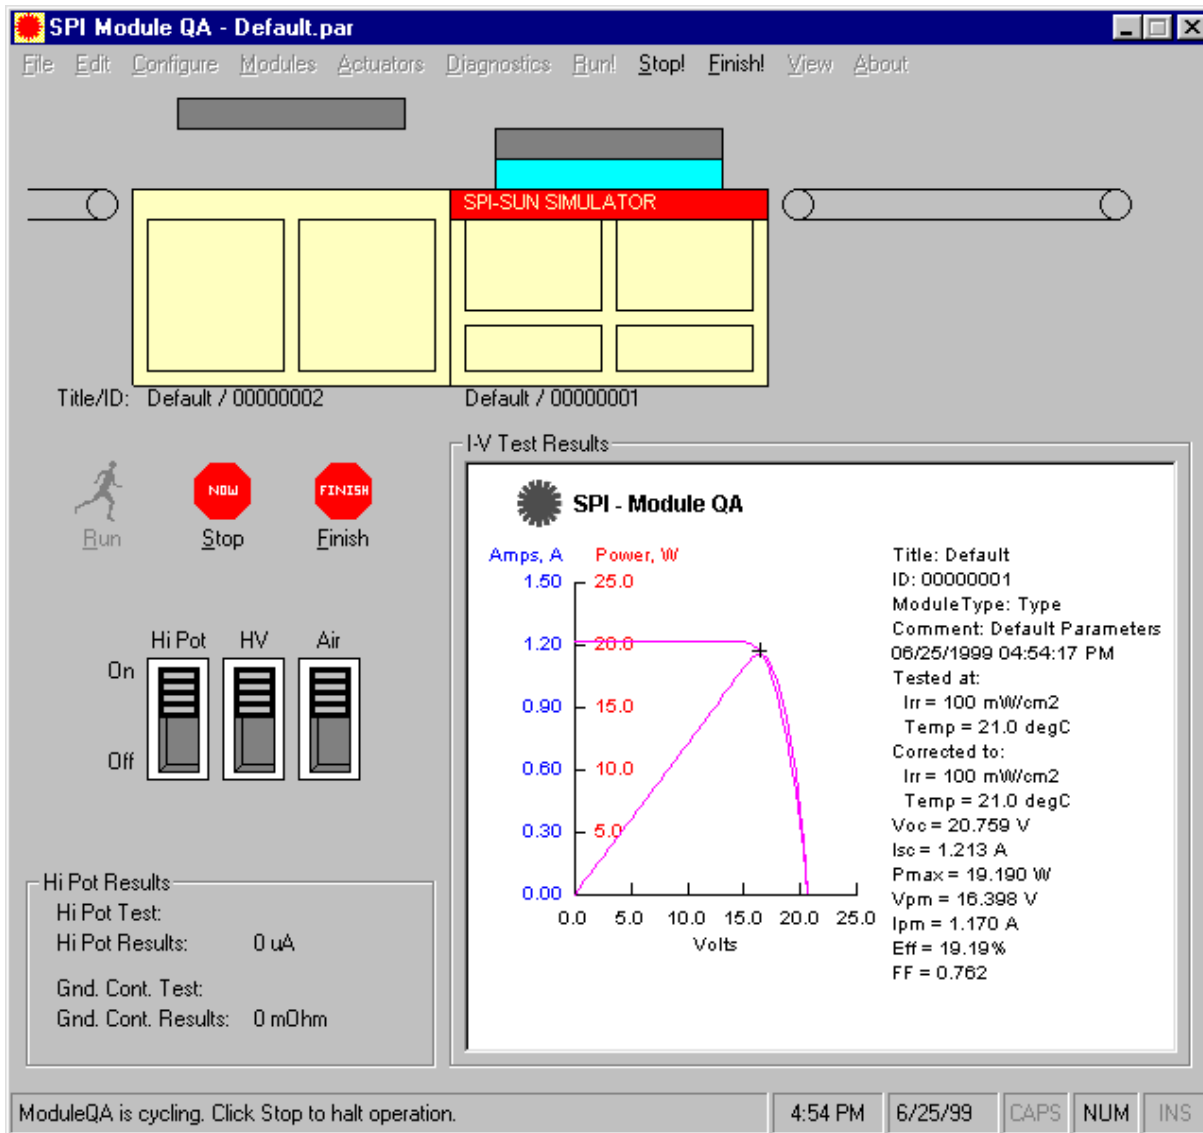 SPI Module QA - Default.par
File Edit Configure Modules Actuators Diagnostics Run! Stop! Finish! View About
SPI-SUN SIMULATOR
Title/ID: Default / 00000002 Default / 00000001
NOW FINISH
Run Stop Finish
Hi Pot HV Air
On
Off
Hi Pot Results
Hi Pot Test:
Hi Pot Results: 0 uA
Gnd. Cont. Test:
Gnd. Cont. Results: 0 mOhm
I-V Test Results
SPI - Module QA
Amps, A Power, W
1.50 25.0
1.20 20.0
0.90 15.0
0.60 10.0
0.30 5.0
0.00
0.0 5.0 10.0 15.0 20.0 25.0
Volts
Title: Default
ID: 00000001
ModuleType: Type
Comment: Default Parameters
06/25/1999 04:54:17 PM
Tested at:
Irr = 100 mW/cm2
Temp = 21.0 degC
Corrected to:
Irr = 100 mW/cm2
Temp = 21.0 degC
Voc = 20.759 V
Isc = 1.213 A
Pmax = 19.190 W
Vpm = 16.398 V
Ipm = 1.170 A
Eff = 19.19%
FF = 0.762
ModuleQA is cycling. Click Stop to halt operation. 4:54 PM 6/25/99 CAPS NUM INS